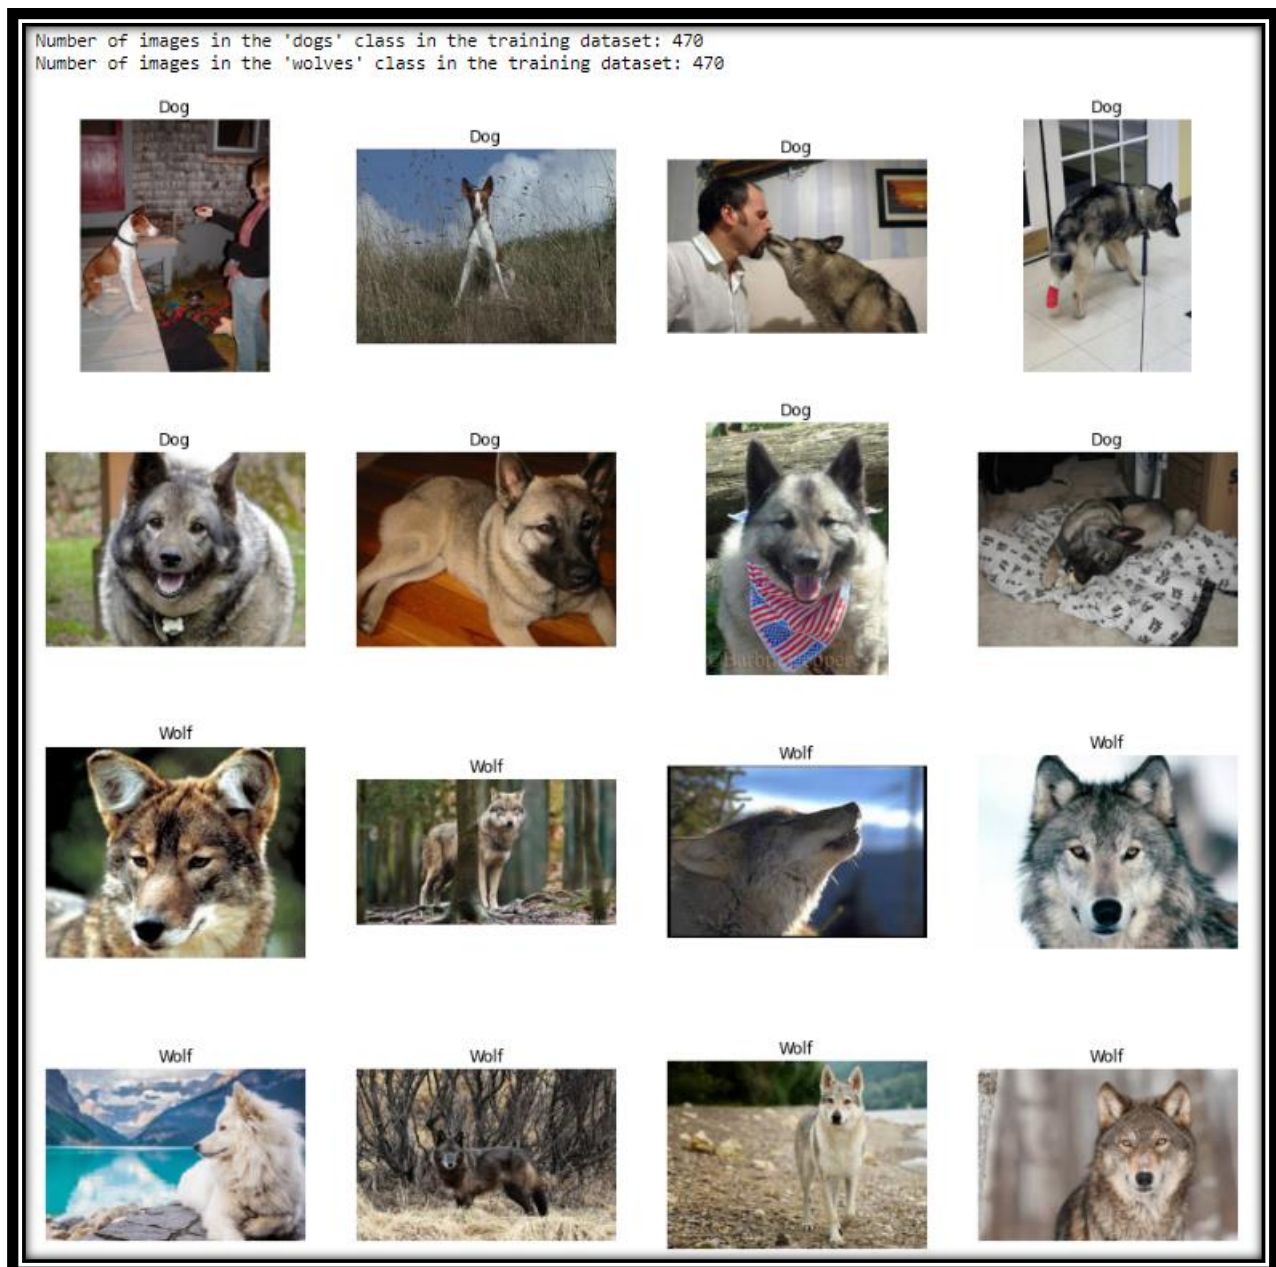 Number of images in the 'dogs' class in the training dataset: 470
Number of images in the 'wolves' class in the training dataset: 470
Dog
Dog
Dog
Dog
Dog
Dog
Dog
Dog
Wolf
Wolf
Wolf
Wolf
Wolf
Wolf
Wolf
Wolf